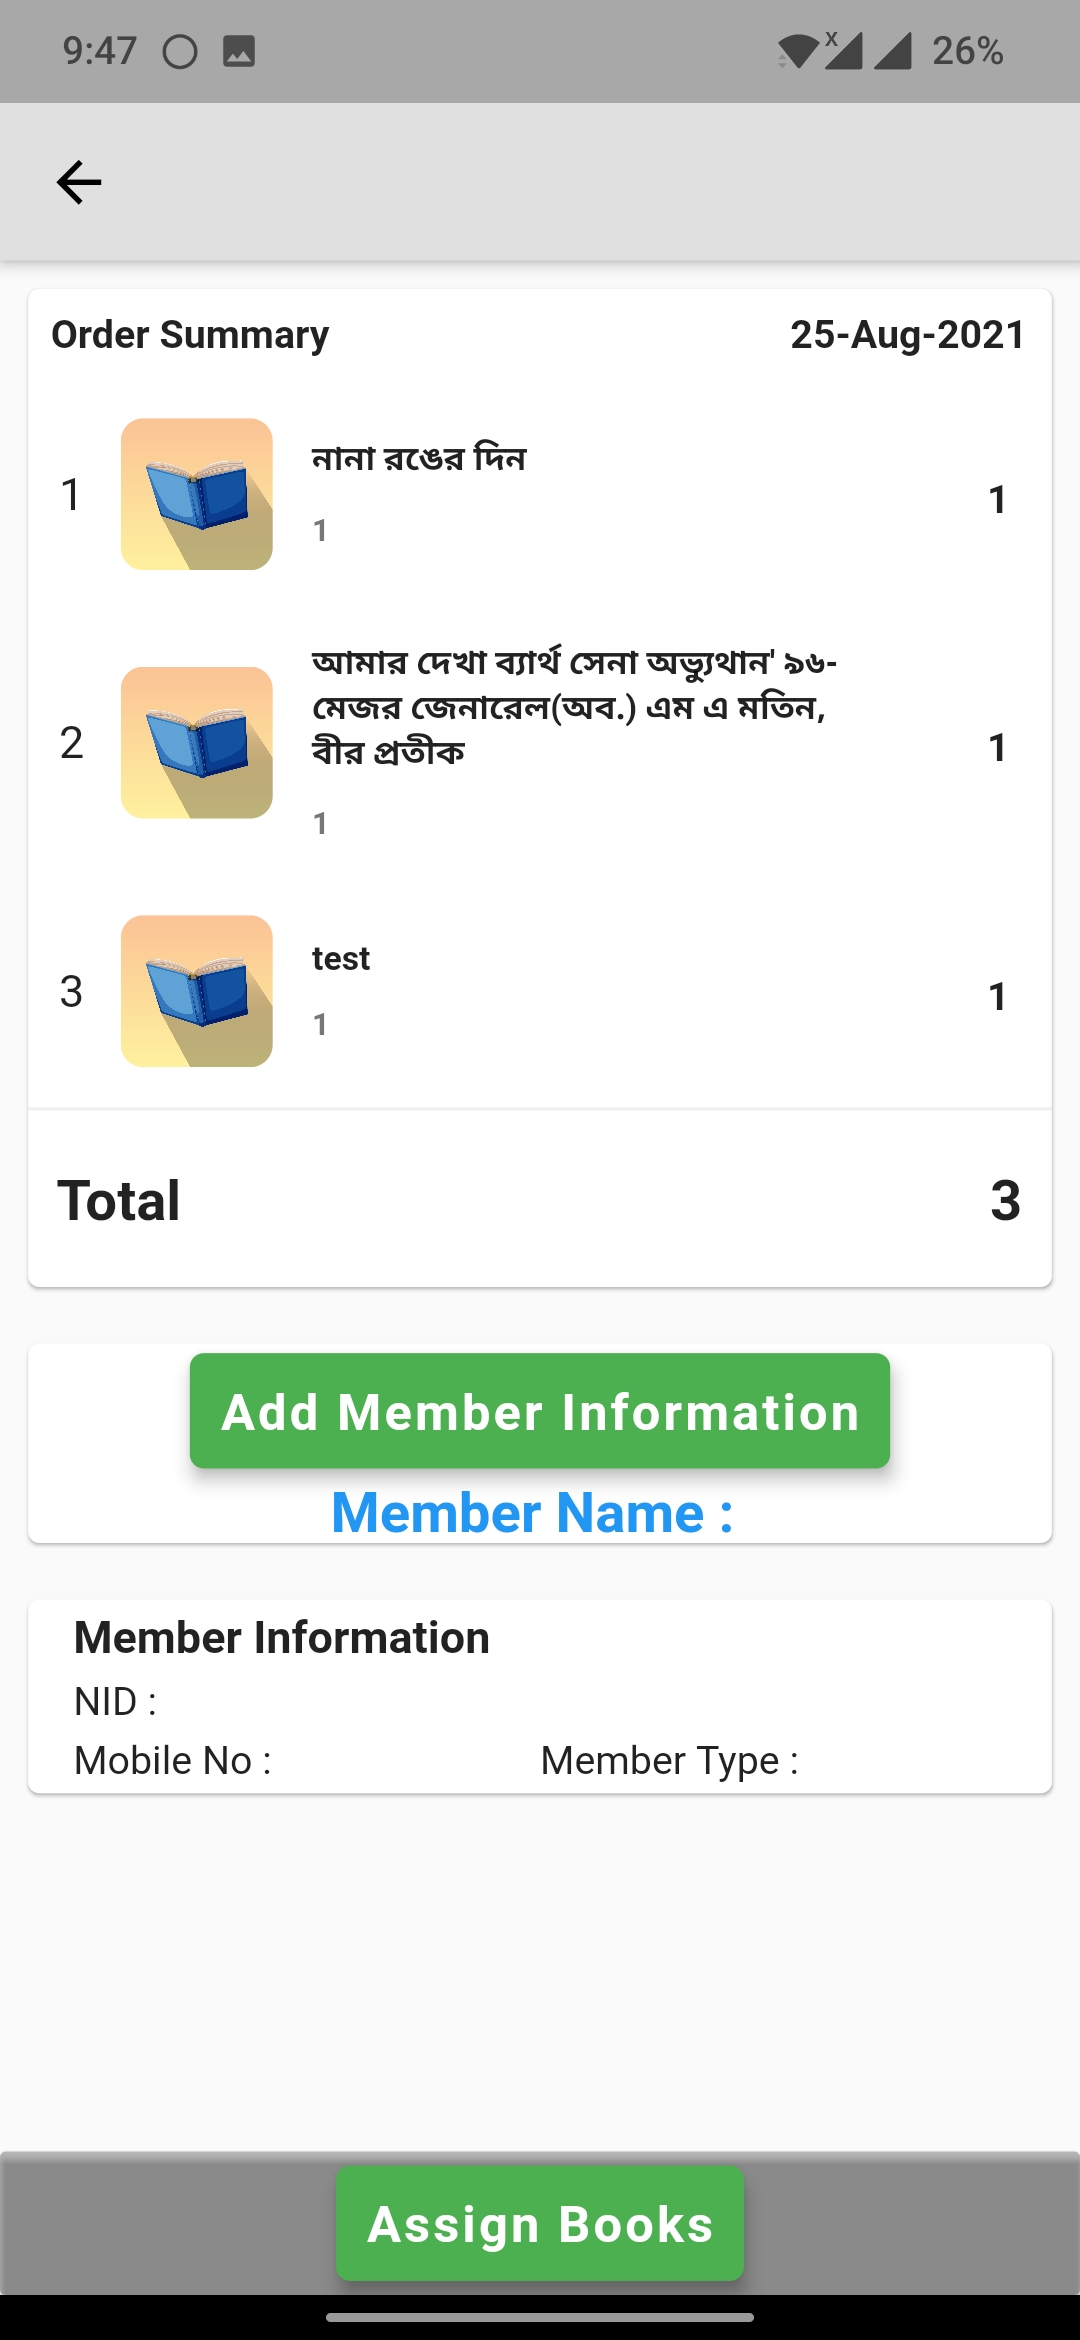 9:47
x
26%
Order Summary
25-Aug-2021
1
নানা রঙের দিন
1
1
2
আমার দেখা ব্যার্থ সেনা অভ্যুথান' ৯৬-
মেজর জেনারেল(অব.) এম এ মতিন,
বীর প্রতীক
1
1
3
test
1
1
Total
3
Add Member Information
Member Name :
Member Information
NID :
Mobile No :
Member Type :
Assign Books